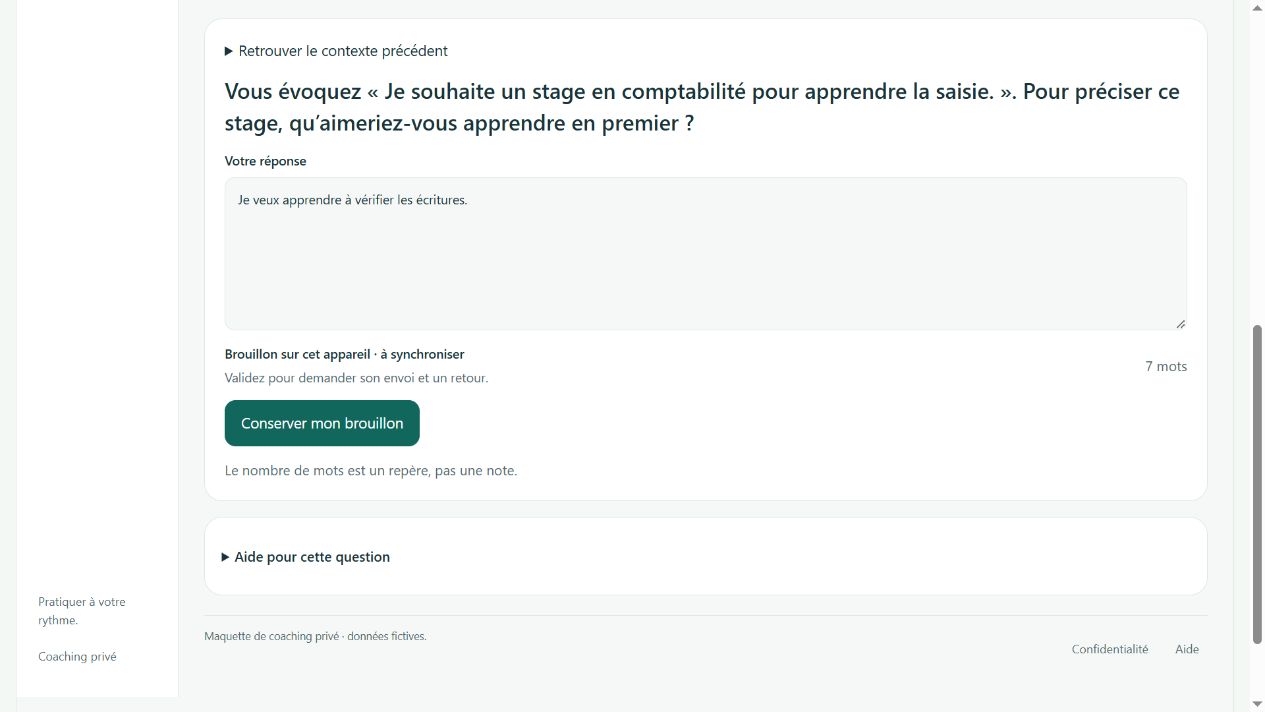 Retrouver le contexte précédent
Vous évoquez « Je souhaite un stage en comptabilité pour apprendre la saisie. ». Pour préciser ce
stage, qu’aimeriez-vous apprendre en premier ?
Votre réponse
Je veux apprendre à vérifier les écritures.
Brouillon sur cet appareil · à synchroniser
Validez pour demander son envoi et un retour.
7 mots
Conserver mon brouillon
Le nombre de mots est un repère, pas une note.
Aide pour cette question
Pratiquer à votre
rythme.
Coaching privé
Maquette de coaching privé · données fictives.
Confidentialité
Aide